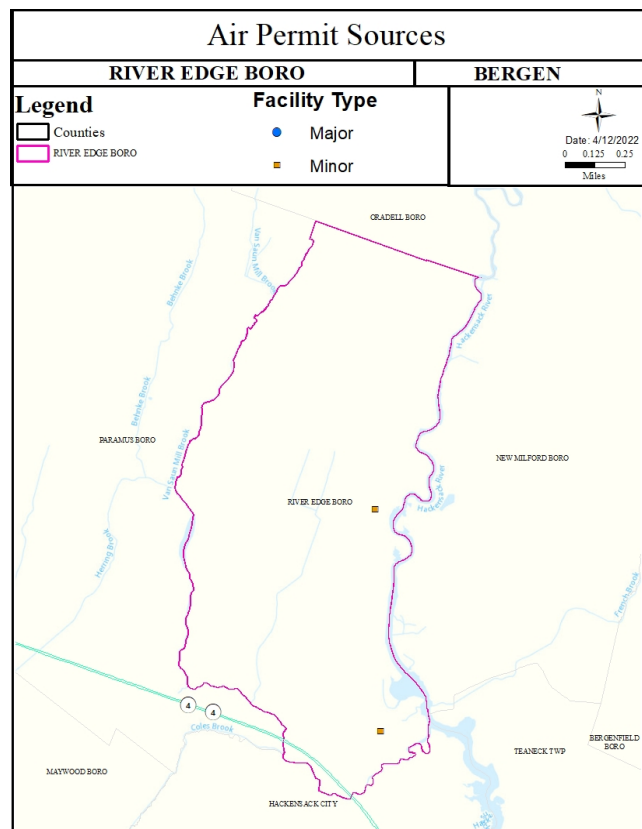 Air Permit Sources
RIVER EDGE BORO
BERGEN
Legend
Counties
RIVER EDGE BORO
Facility Type
Major
Minor
N
Date: 4/12/2022
0 0.125 0.25
Miles
ORADELL BORO
Van Saun Mill Brook
Behnke Brook
Hackensack River
Behnke Brook
PARAMUS BORO
Van Saun Mill Brook
NEW MILFORD BORO
RIVER EDGE BORO
Hackensack River
Herring Brook
French Brook
4
4
Coles Brook
BERGENFIELD
BORO
TEANECK TWP
MAYWOOD BORO
HACKENSACK CITY